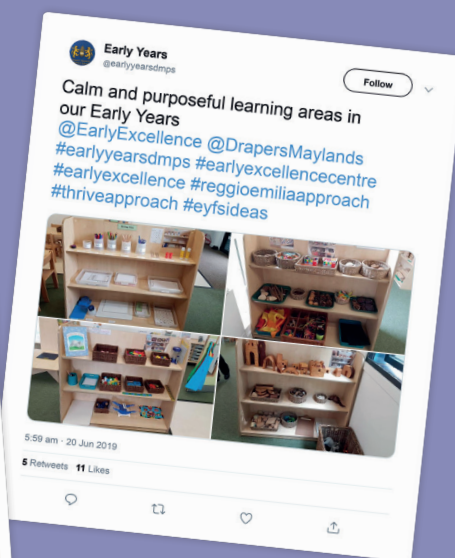 Early Years
@earlyyearsdmps
Follow
Calm and purposeful learning areas in
our Early Years
@EarlyExcellence @DrapersMaylands
#earlyyearsdmps #earlyexcellencecentre
#earlyexcellence #reggioemiliaapproach
#thriveapproach #eyfsideas
5:59 am · 20 Jun 2019
5 Retweets 11 Likes